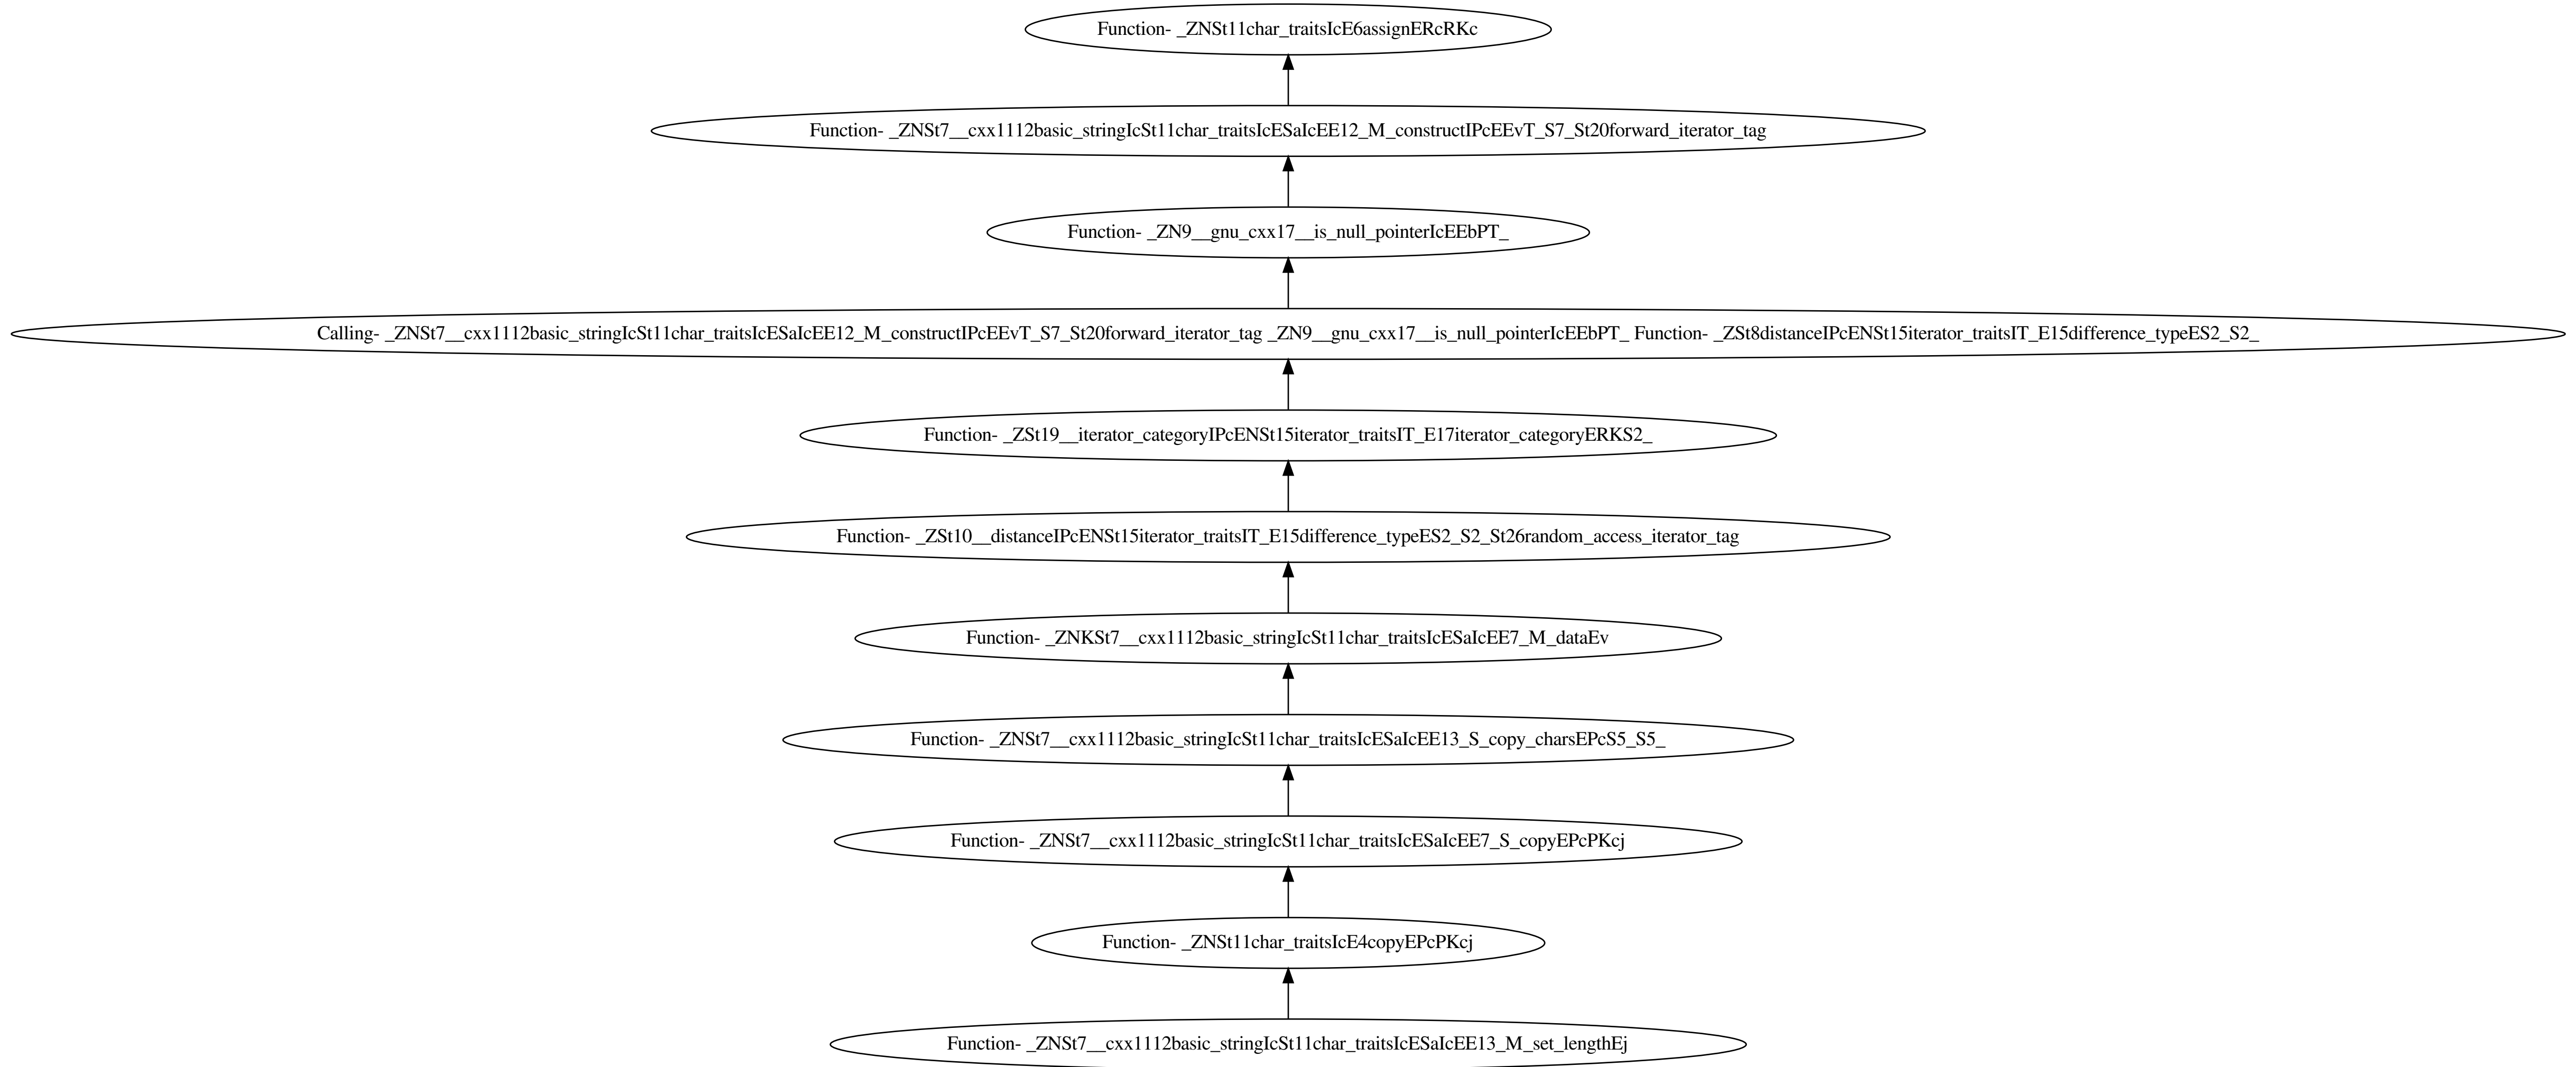 Function- _ZNSt11char_traitsIcE6assignERcRKc
Function- _ZNSt7__cxx1112basic_stringIcSt11char_traitsIcESaIcEE12_M_constructIPcEEvT_S7_St20forward_iterator_tag
Function- _ZN9__gnu_cxx17__is_null_pointerIcEEbPT_
Calling- _ZNSt7__cxx1112basic_stringIcSt11char_traitsIcESaIcEE12_M_constructIPcEEvT_S7_St20forward_iterator_tag _ZN9__gnu_cxx17__is_null_pointerIcEEbPT_ Function- _ZSt8distanceIPcENSt15iterator_traitsIT_E15difference_typeES2_S2_
Function- _ZSt19__iterator_categoryIPcENSt15iterator_traitsIT_E17iterator_categoryERKS2_
Function- _ZSt10__distanceIPcENSt15iterator_traitsIT_E15difference_typeES2_S2_St26random_access_iterator_tag
Function- _ZNKSt7__cxx1112basic_stringIcSt11char_traitsIcESaIcEE7_M_dataEv
Function- _ZNSt7__cxx1112basic_stringIcSt11char_traitsIcESaIcEE13_S_copy_charsEPcS5_S5_
Function- _ZNSt7__cxx1112basic_stringIcSt11char_traitsIcESaIcEE7_S_copyEPcPKcj
Function- _ZNSt11char_traitsIcE4copyEPcPKcj
Function- _ZNSt7__cxx1112basic_stringIcSt11char_traitsIcESaIcEE13_M_set_lengthEj